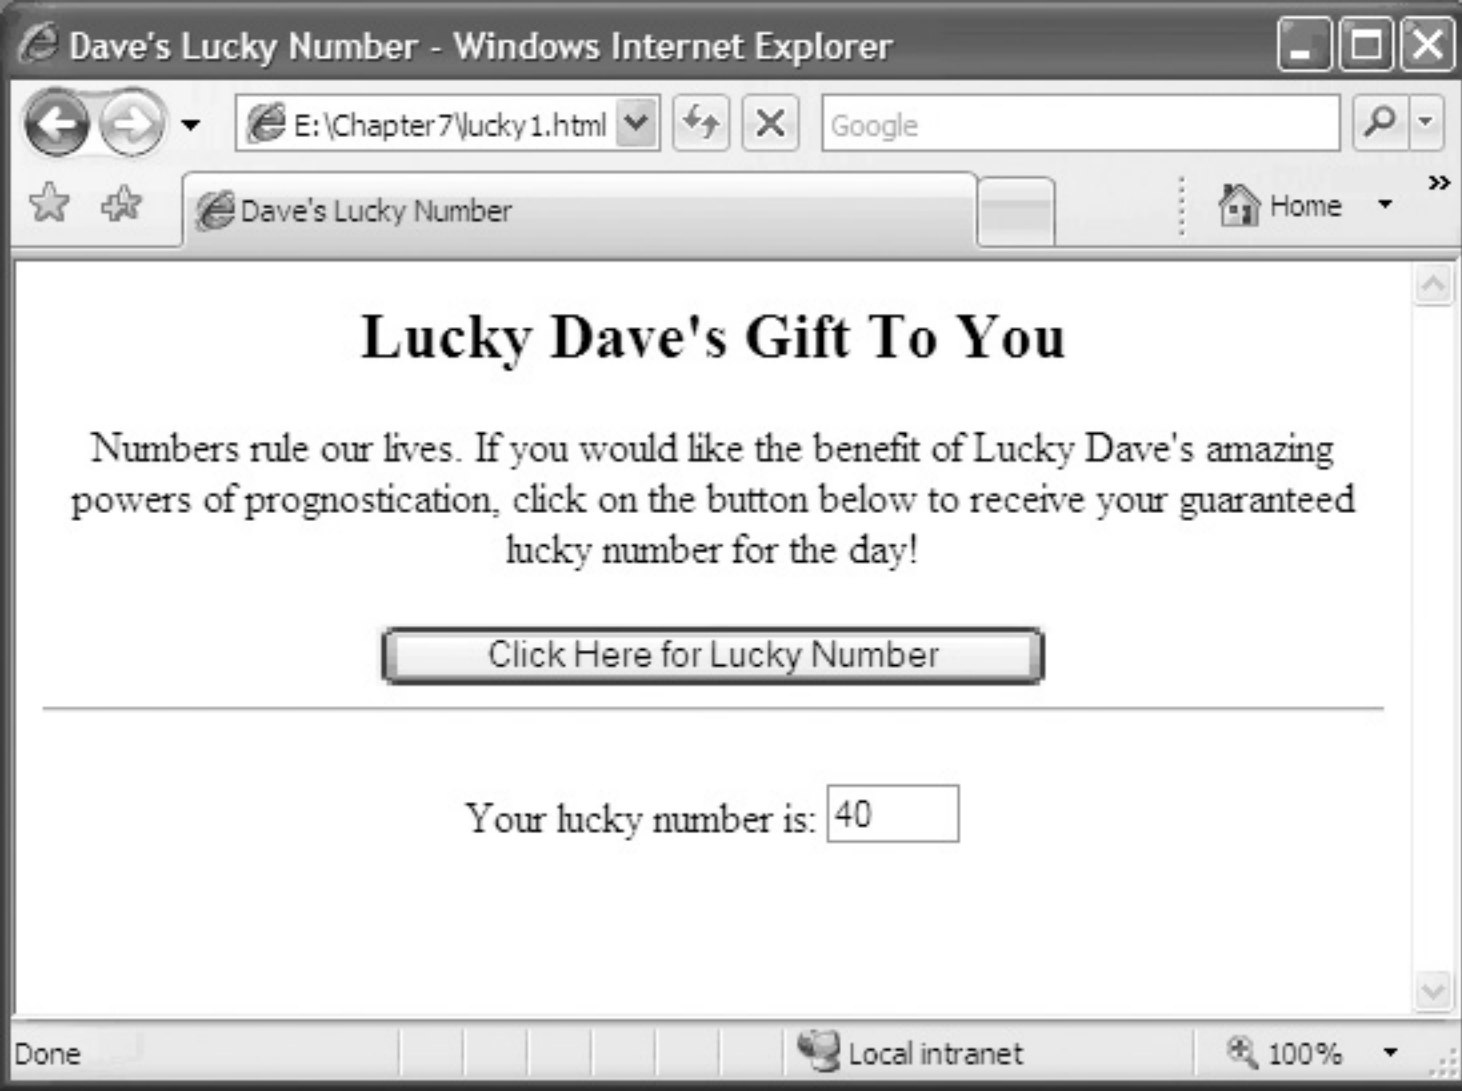 Dave's Lucky Number - Windows Internet Explorer
E:\Chapter7\lucky1.html Google
Dave's Lucky Number Home »
Lucky Dave's Gift To You
Numbers rule our lives. If you would like the benefit of Lucky Dave's amazing
powers of prognostication, click on the button below to receive your guaranteed
lucky number for the day!
Click Here for Lucky Number
Your lucky number is: 40
Done Local intranet 100%